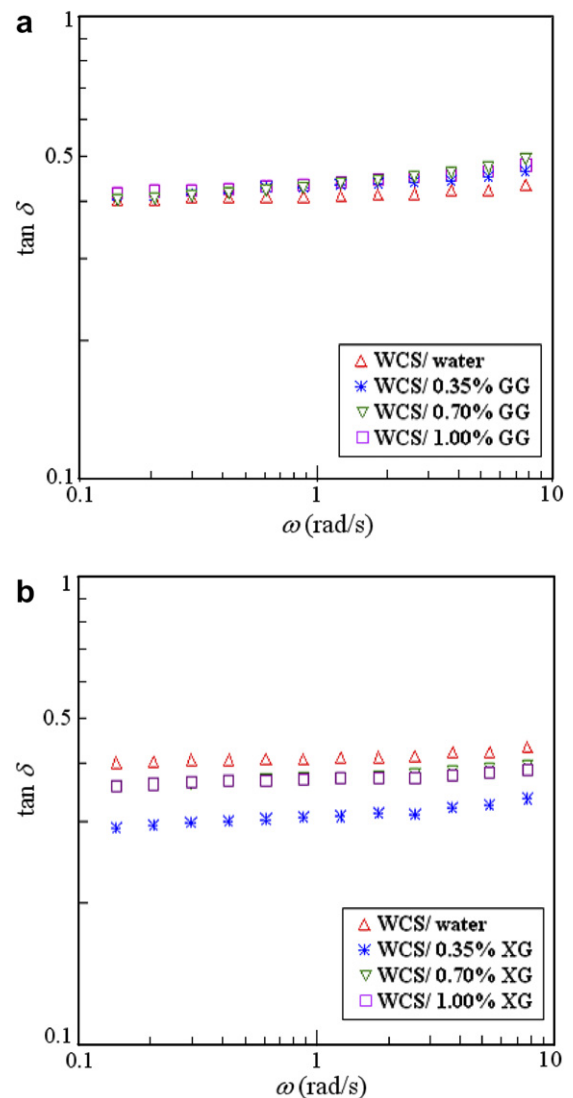 a
1
0.5
tan δ
WCS/ water
WCS/ 0.35% GG
WCS/ 0.70% GG
WCS/ 1.00% GG
0.1
0.1 1 10
ω (rad/s)
b
1
0.5
tan δ
WCS/ water
WCS/ 0.35% XG
WCS/ 0.70% XG
WCS/ 1.00% XG
0.1
0.1 1 10
ω (rad/s)